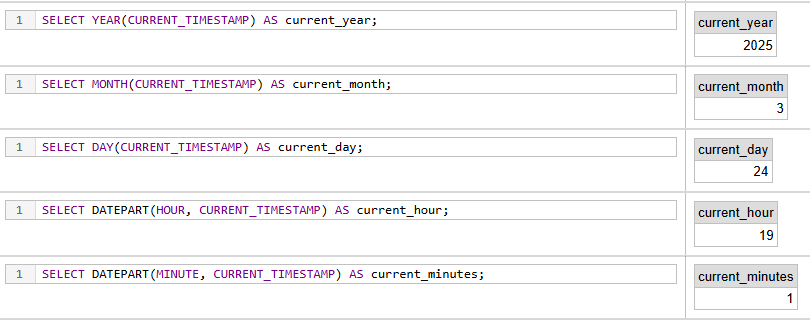 1 SELECT YEAR(CURRENT_TIMESTAMP) AS current_year;
current_year
2025
1 SELECT MONTH(CURRENT_TIMESTAMP) AS current_month;
current_month
3
1 SELECT DAY(CURRENT_TIMESTAMP) AS current_day;
current_day
24
1 SELECT DATEPART(HOUR, CURRENT_TIMESTAMP) AS current_hour;
current_hour
19
1 SELECT DATEPART(MINUTE, CURRENT_TIMESTAMP) AS current_minutes;
current_minutes
1